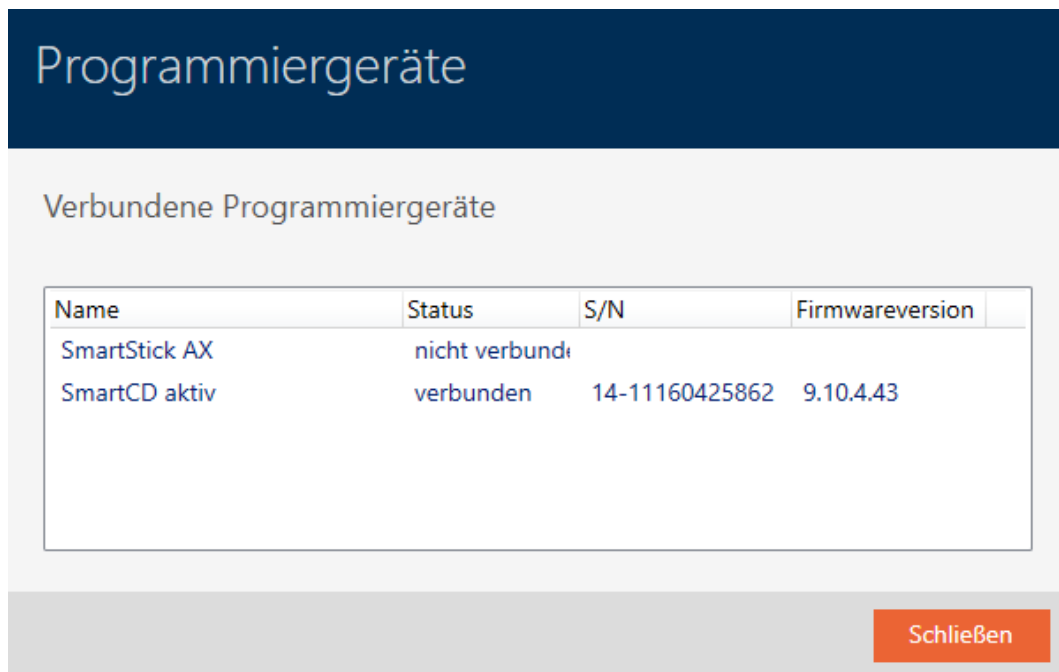 Programmiergeräte
Verbundene Programmiergeräte
Name Status S/N Firmwareversion
SmartStick AX nicht verbunde
SmartCD aktiv verbunden 14-11160425862 9.10.4.43
Schließen